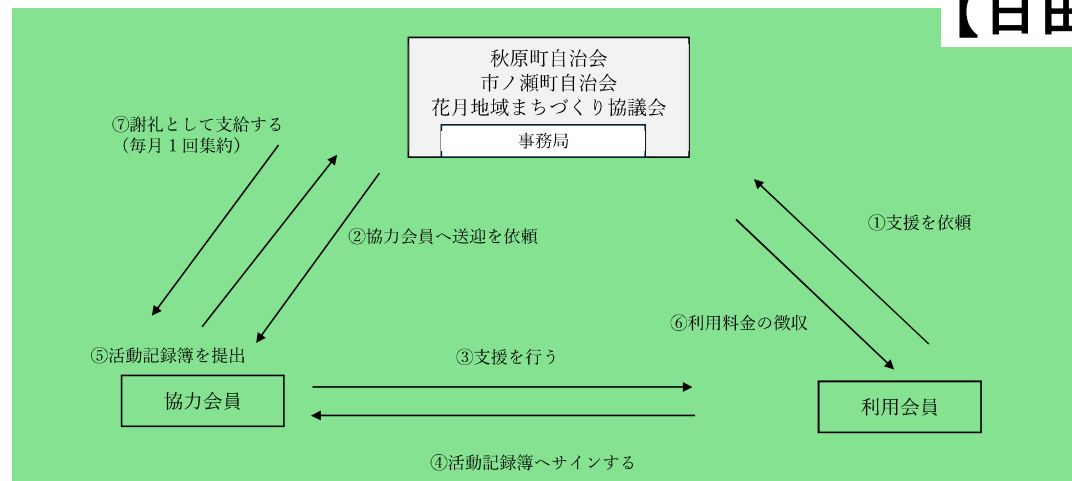 【日田
秋原町自治会
市ノ瀬町自治会
花月地域まちづくり協議会
事務局
⑦謝礼として支給する
（毎月１回集約）
①支援を依頼
②協力会員へ送迎を依頼
⑥利用料金の徴収
⑤活動記録簿を提出
③支援を行う
協力会員
利用会員
④活動記録簿へサインする